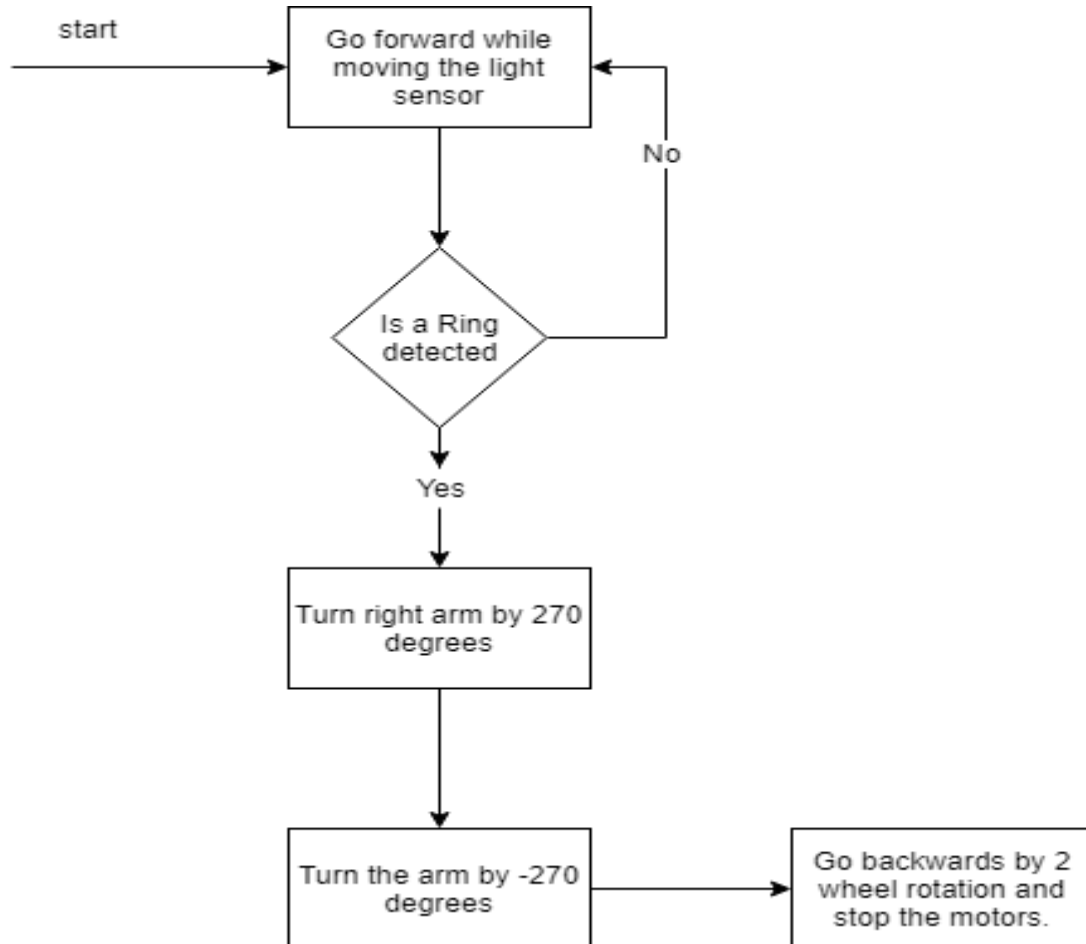 start
Go forward while
moving the light
sensor
No
Is a Ring
detected
Yes
Turn right arm by 270
degrees
Turn the arm by -270
degrees
Go backwards by 2
wheel rotation and
stop the motors.